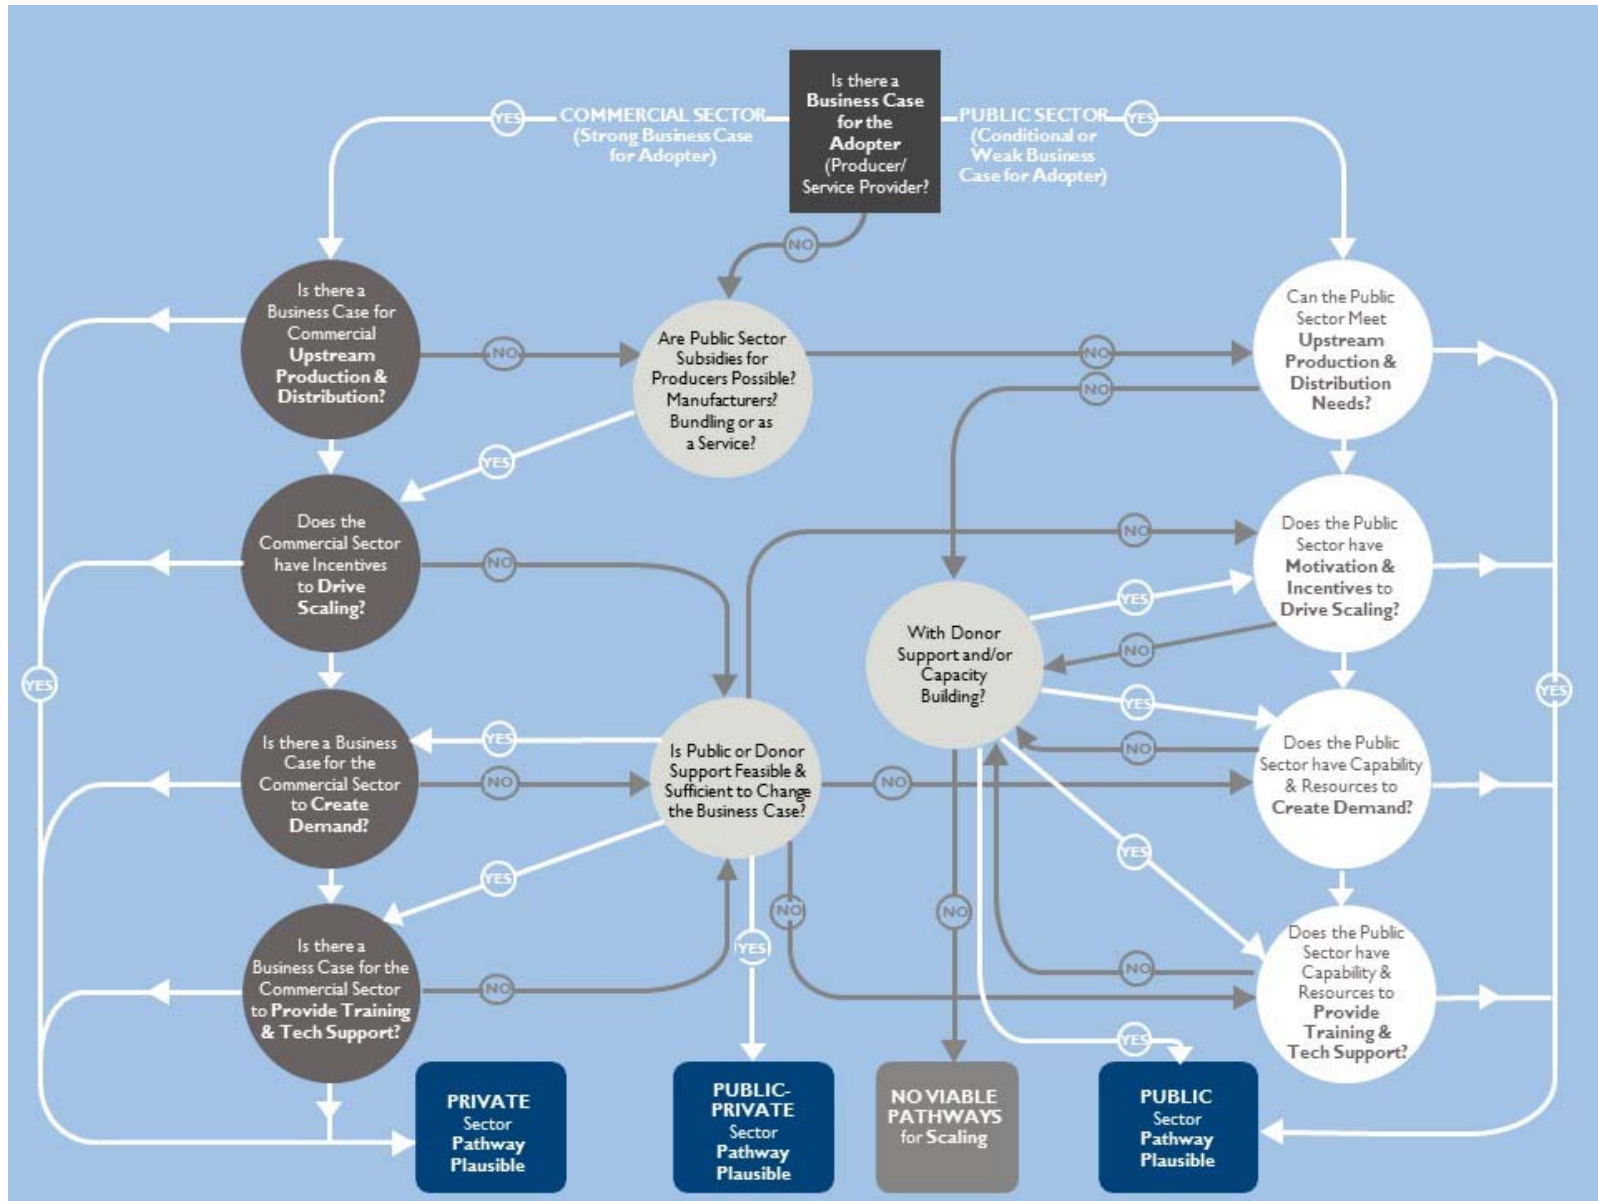 Is there a
Business Case
for the
Adopter
(Producer/
Service Provider?
YES
COMMERCIAL SECTOR
(Strong Business Case
for Adopter)
PUBLIC SECTOR
(Conditional or
Weak Business
Case for Adopter)
YES
NO
Is there a
Business Case for
Commercial
Upstream
Production &
Distribution?
NO
Are Public Sector
Subsidies for
Producers Possible?
Manufacturers?
Bundling or as
a Service?
NO
NO
Can the Public
Sector Meet
Upstream
Production &
Distribution
Needs?
YES
Does the
Commercial Sector
have Incentives
to Drive
Scaling?
NO
NO
Does the Public
Sector have
Motivation &
Incentives to
Drive Scaling?
YES
With Donor
Support and/or
Capacity
Building?
NO
YES
YES
YES
Is there a Business
Case for the
Commercial Sector
to Create
Demand?
YES
NO
Is Public or Donor
Support Feasible &
Sufficient to Change
the Business Case?
NO
NO
Does the Public
Sector have Capability
& Resources to
Create Demand?
YES
YES
NO
YES
NO
Is there a
Business Case for the
Commercial Sector
to Provide Training
& Tech Support?
NO
NO
Does the Public
Sector have
Capability &
Resources to
Provide
Training &
Tech Support?
YES
PRIVATE
Sector
Pathway
Plausible
PUBLIC-
PRIVATE
Sector
Pathway
Plausible
NO VIABLE
PATHWAYS
for Scaling
PUBLIC
Sector
Pathway
Plausible